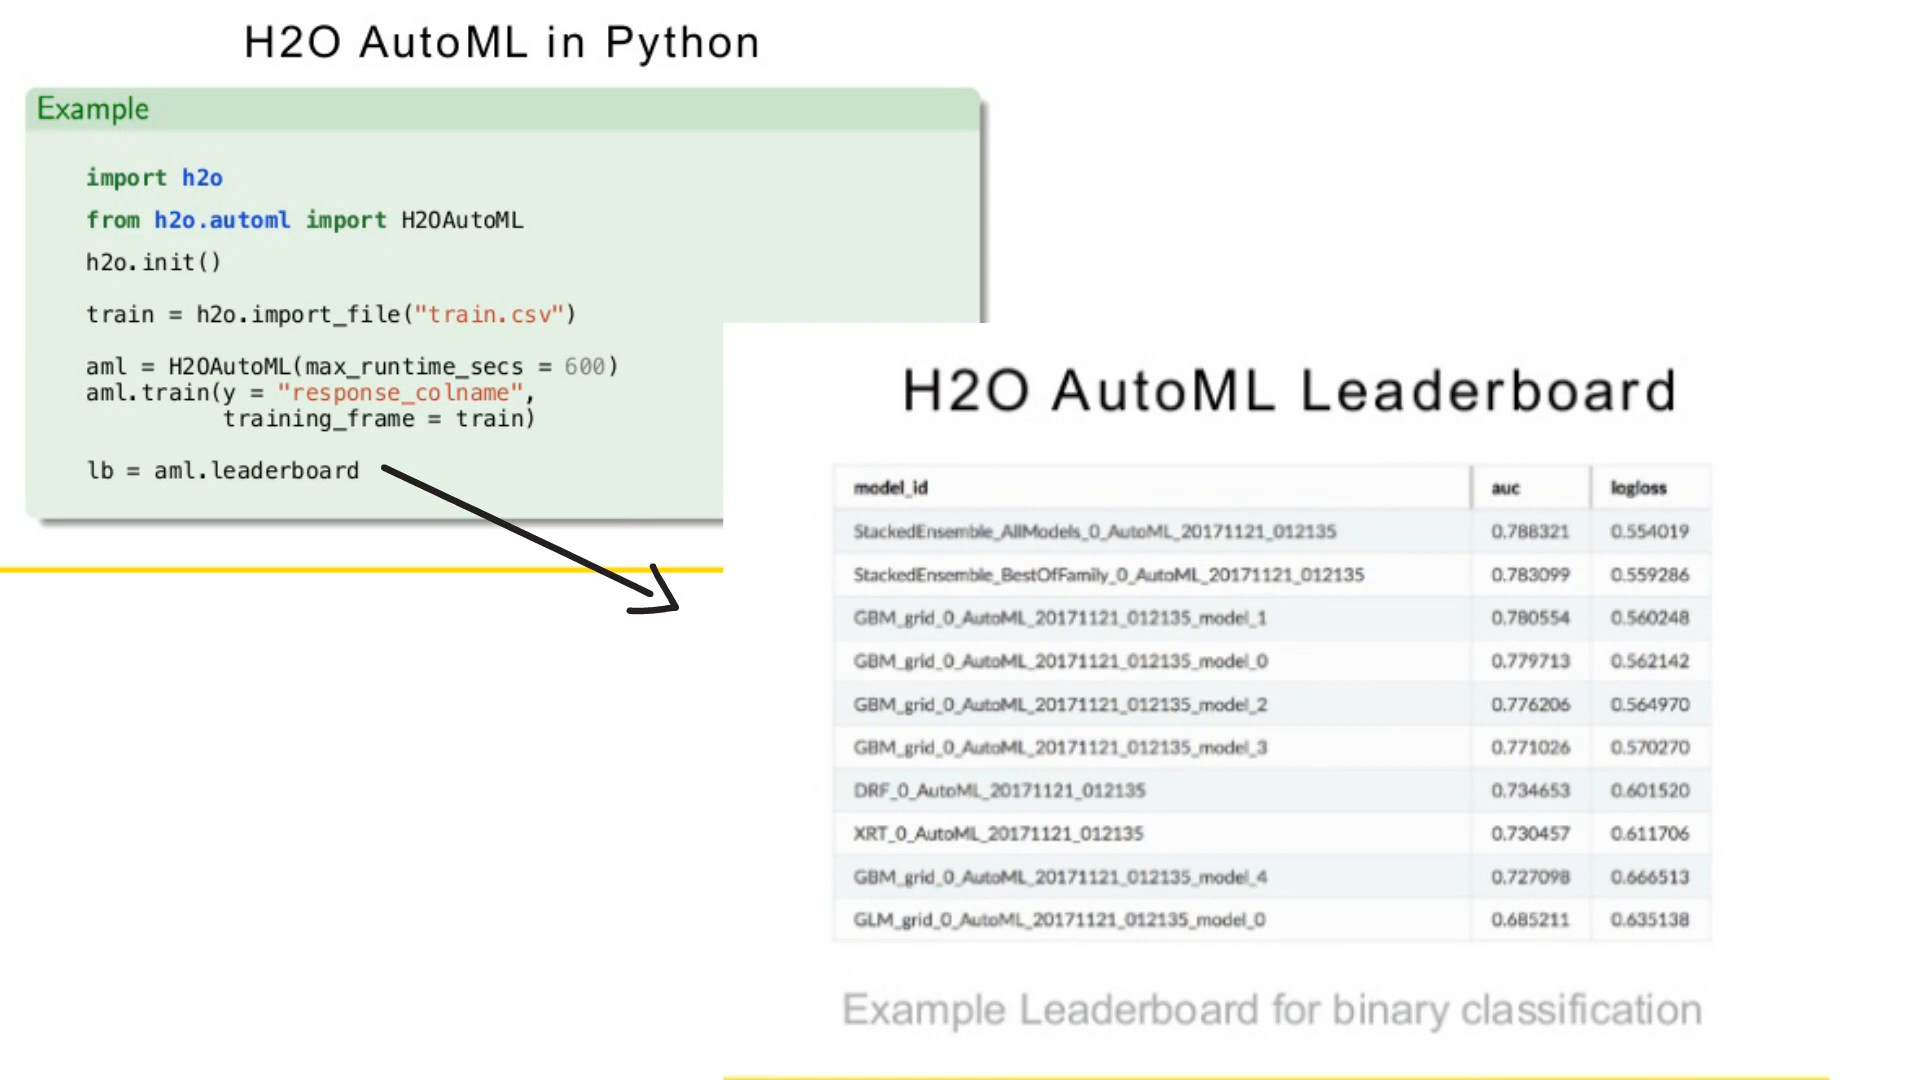 H2O AutoML in Python
Example
import h2o
from h2o.automl import H2OAutoML
h2o.init()
train = h2o.import_file("train.csv")
aml = H2OAutoML(max_runtime_secs = 600)
aml.train(y = "response_colname",
training_frame = train)
lb = aml.leaderboard
H2O AutoML Leaderboard
model_id auc logloss
StackedEnsemble_AllModels_0_AutoML_20171121_012135 0.788321 0.554019
StackedEnsemble_BestOfFamily_0_AutoML_20171121_012135 0.783099 0.559286
GBM_grid_0_AutoML_20171121_012135_model_1 0.780554 0.560248
GBM_grid_0_AutoML_20171121_012135_model_0 0.779713 0.562142
GBM_grid_0_AutoML_20171121_012135_model_2 0.776206 0.564970
GBM_grid_0_AutoML_20171121_012135_model_3 0.771026 0.570270
DRF_0_AutoML_20171121_012135 0.734653 0.601520
XRT_0_AutoML_20171121_012135 0.730457 0.611706
GBM_grid_0_AutoML_20171121_012135_model_4 0.727098 0.666513
GLM_grid_0_AutoML_20171121_012135_model_0 0.685211 0.635138
Example Leaderboard for binary classification